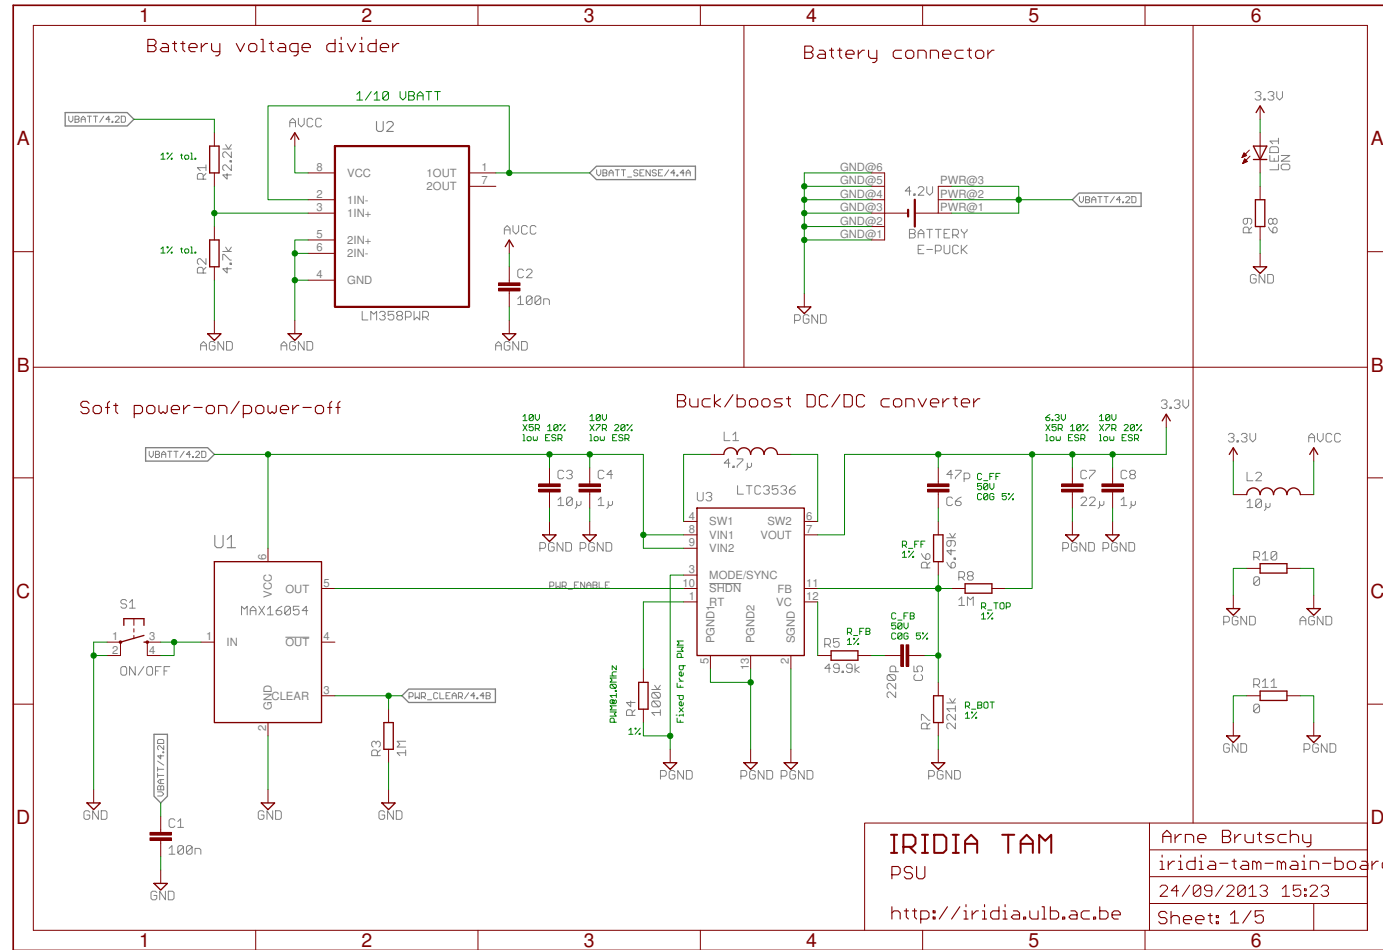 1 2 3 4 5 6
A
B
C
D
A
B
C
D
Battery voltage divider
VBATT/4.2D
1/10 VBATT
AVCC
U2
1% tol.
R1
42.2k
8 VCC
1OUT 1
2OUT 7
2 1IN-
3 1IN+
5 2IN+
6 2IN-
4 GND
LM358PWR
VBATT_SENSE/4.4A
1% tol.
R2
4.7k
AVCC
C2
100n
AGND
AGND
AGND
Battery connector
GND@6
GND@5
GND@4
GND@3
GND@2
GND@1
4.2V
PWR@3
PWR@2
PWR@1
BATTERY
E-PUCK
VBATT/4.2D
PGND
3.3V
LED1
ON
R9
68
GND
Soft power-on/power-off
VBATT/4.2D
U1
6
VCC
OUT 5
MAX16054
1 IN
OUT 4
CLEAR 3
GND
2
S1
1 3
2 4
ON/OFF
PWR_CLEAR/4.4B
R3
1M
VBATT/4.2D
C1
100n
GND
GND
GND
GND
PWR_ENABLE
Buck/boost DC/DC converter
10V
X5R 10%
low ESR
10V
X7R 20%
low ESR
C3
10µ
C4
1µ
PGND
PGND
L1
4.7µ
U3
LTC3536
4 SW1
8 VIN1
9 VIN2
3 MODE/SYNC
10 SHDN
1 RT
SW2 6
VOUT 7
FB 11
VC 12
PGND1
PGND2
SGND
5 13 2
PWM@1.0Mhz
R4
100k
1%
Fixed Freq PWM
PGND
PGND
PGND
47p
C6
C_FF
50V
C0G 5%
R_FF
1%
R6
6.49k
R8
1M
R_TOP
1%
R_FB
1%
R5
49.9k
C_FB
50V
C0G 5%
220p
C5
R7
221k
R_BOT
1%
PGND
6.3V
X5R 10%
low ESR
10V
X7R 20%
low ESR
3.3V
C7
22µ
C8
1µ
PGND
PGND
3.3V
AVCC
L2
10µ
R10
0
PGND
AGND
R11
0
GND
PGND
IRIDIA TAM
PSU
http://iridia.ulb.ac.be
Arne Brutschy
iridia-tam-main-board
24/09/2013 15:23
Sheet: 1/5
1 2 3 4 5 6